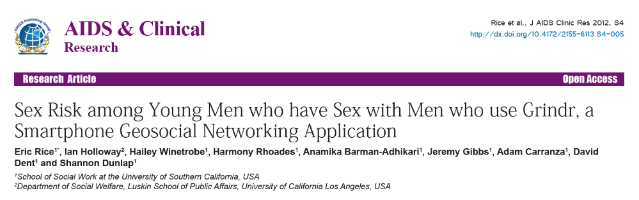 AIDS & Clinical
Research
Rice et al., J AIDS Clinic Res 2012, S4
http://dx.doi.org/10.4172/2155-6113.S4-005
Research Article
Open Access
Sex Risk among Young Men who have Sex with Men who use Grindr, a
Smartphone Geosocial Networking Application
Eric Rice¹*, Ian Holloway², Hailey Winetrobe¹, Harmony Rhoades¹, Anamika Barman-Adhikari¹, Jeremy Gibbs¹, Adam Carranza¹, David
Dent¹ and Shannon Dunlap¹
¹School of Social Work at the University of Southern California, USA
²Department of Social Welfare, Luskin School of Public Affairs, University of California Los Angeles, USA